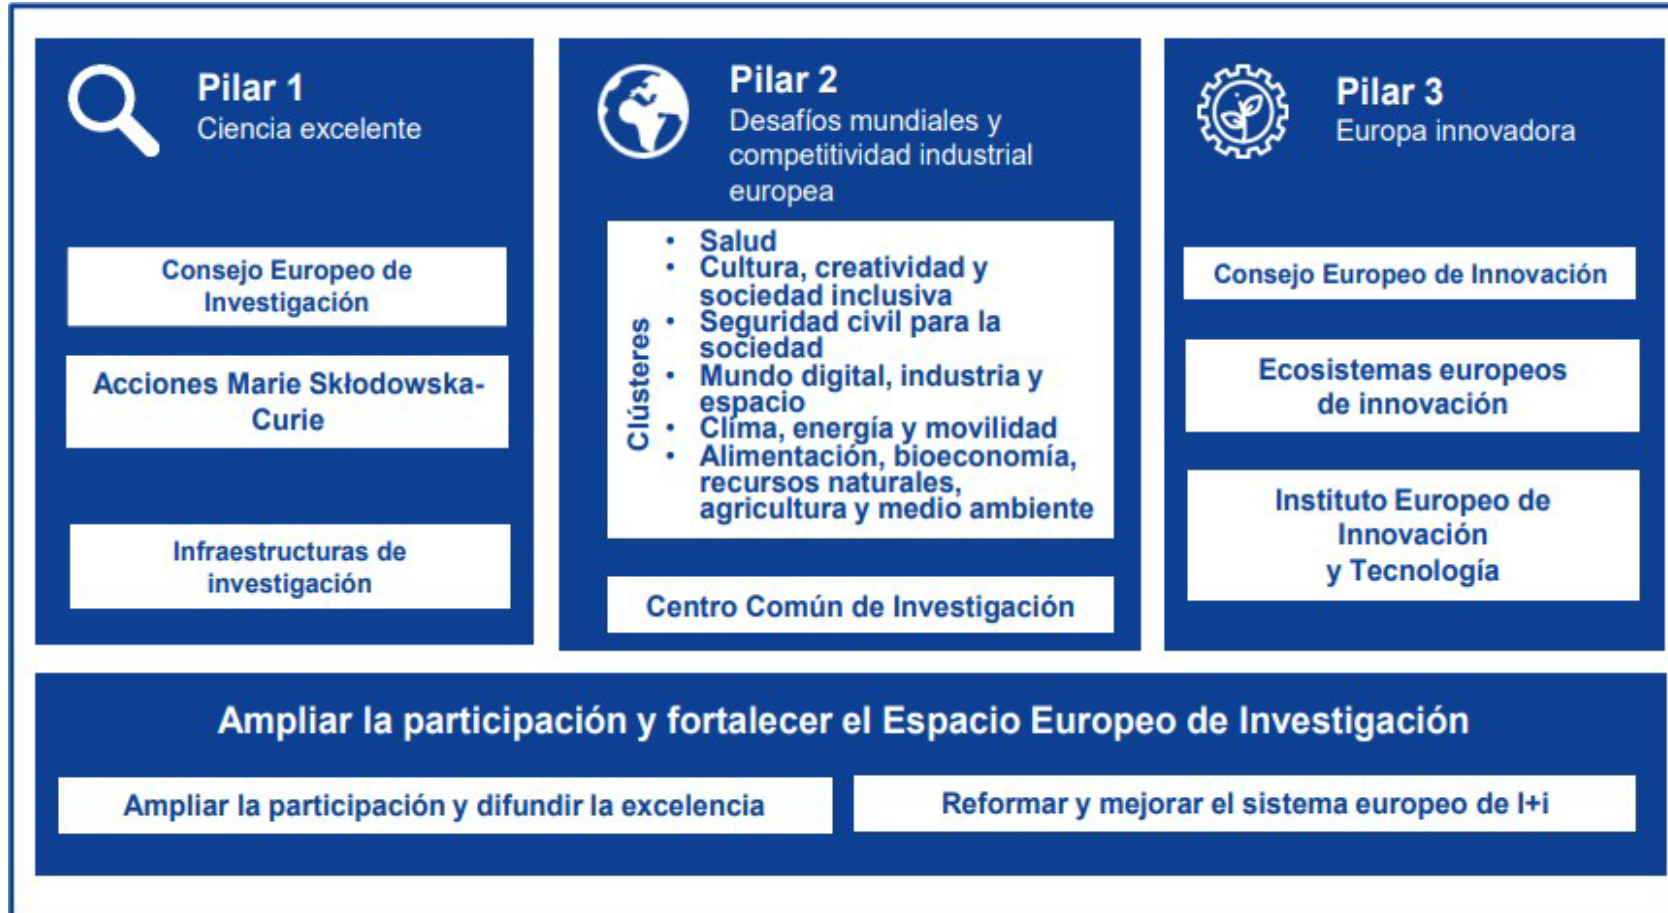 Pilar 1
Ciencia excelente
Consejo Europeo de
Investigación
Acciones Marie Skłodowska-
Curie
Infraestructuras de
investigación
Pilar 2
Desafíos mundiales y
competitividad industrial
europea
Clústeres
• Salud
• Cultura, creatividad y
sociedad inclusiva
• Seguridad civil para la
sociedad
• Mundo digital, industria y
espacio
• Clima, energía y movilidad
• Alimentación, bioeconomía,
recursos naturales,
agricultura y medio ambiente
Centro Común de Investigación
Pilar 3
Europa innovadora
Consejo Europeo de Innovación
Ecosistemas europeos
de innovación
Instituto Europeo de
Innovación
y Tecnología
Ampliar la participación y fortalecer el Espacio Europeo de Investigación
Ampliar la participación y difundir la excelencia
Reformar y mejorar el sistema europeo de I+i